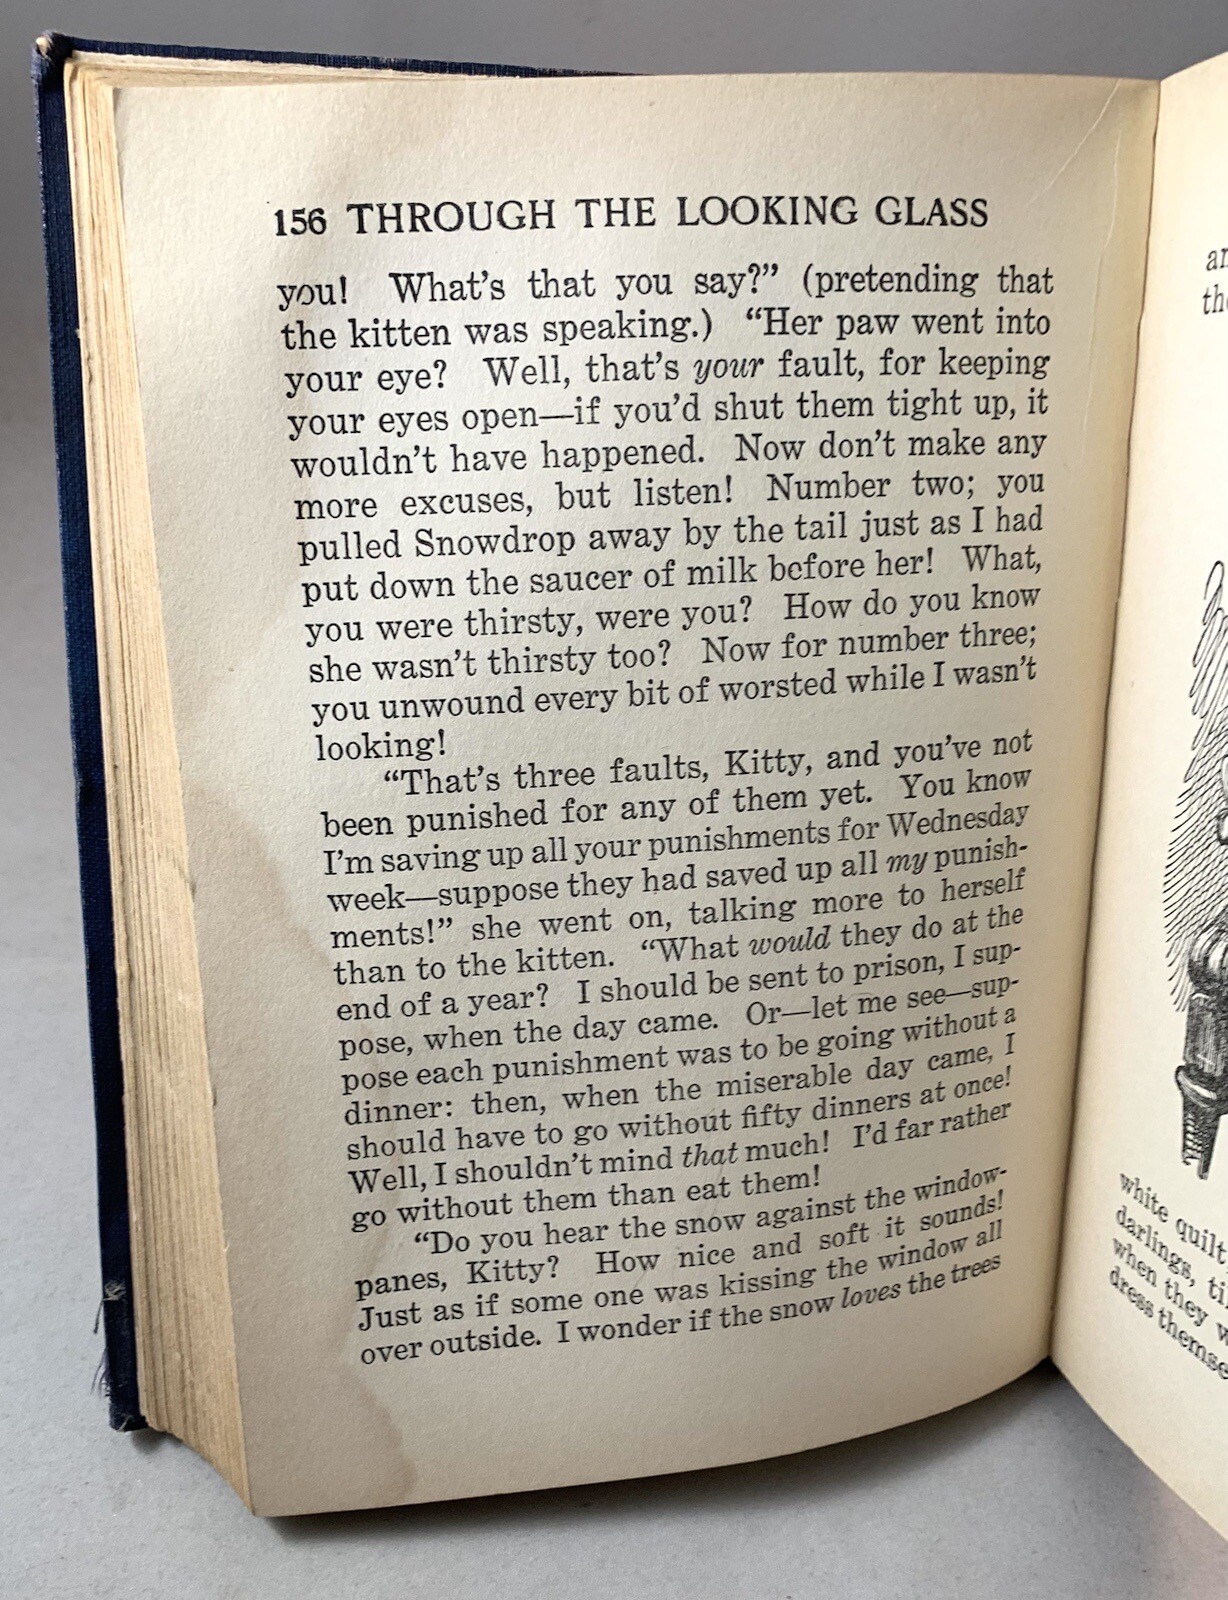 156 THROUGH THE LOOKING GLASS
you! What's that you say?" (pretending that
the kitten was speaking.) "Her paw went into
your eye? Well, that's your fault, for keeping
your eyes open—if you'd shut them tight up, it
wouldn't have happened. Now don't make any
more excuses, but listen! Number two; you
pulled Snowdrop away by the tail just as I had
put down the saucer of milk before her! What,
you were thirsty, were you? How do you know
she wasn't thirsty too? Now for number three;
you unwound every bit of worsted while I wasn't
looking!
"That's three faults, Kitty, and you've not
been punished for any of them yet. You know
I'm saving up all your punishments for Wednesday
week—suppose they had saved up all my punish-
ments!" she went on, talking more to herself
than to the kitten. "What would they do at the
end of a year? I should be sent to prison, I sup-
pose, when the day came. Or—let me see—sup-
pose each punishment was to be going without a
dinner: then, when the miserable day came, I
should have to go without fifty dinners at once!
Well, I shouldn't mind that much! I'd far rather
go without them than eat them!
"Do you hear the snow against the window-
panes, Kitty? How nice and soft it sounds!
Just as if some one was kissing the window all
over outside. I wonder if the snow loves the trees
white quilt,
darlings, ti
when they w
dress themse